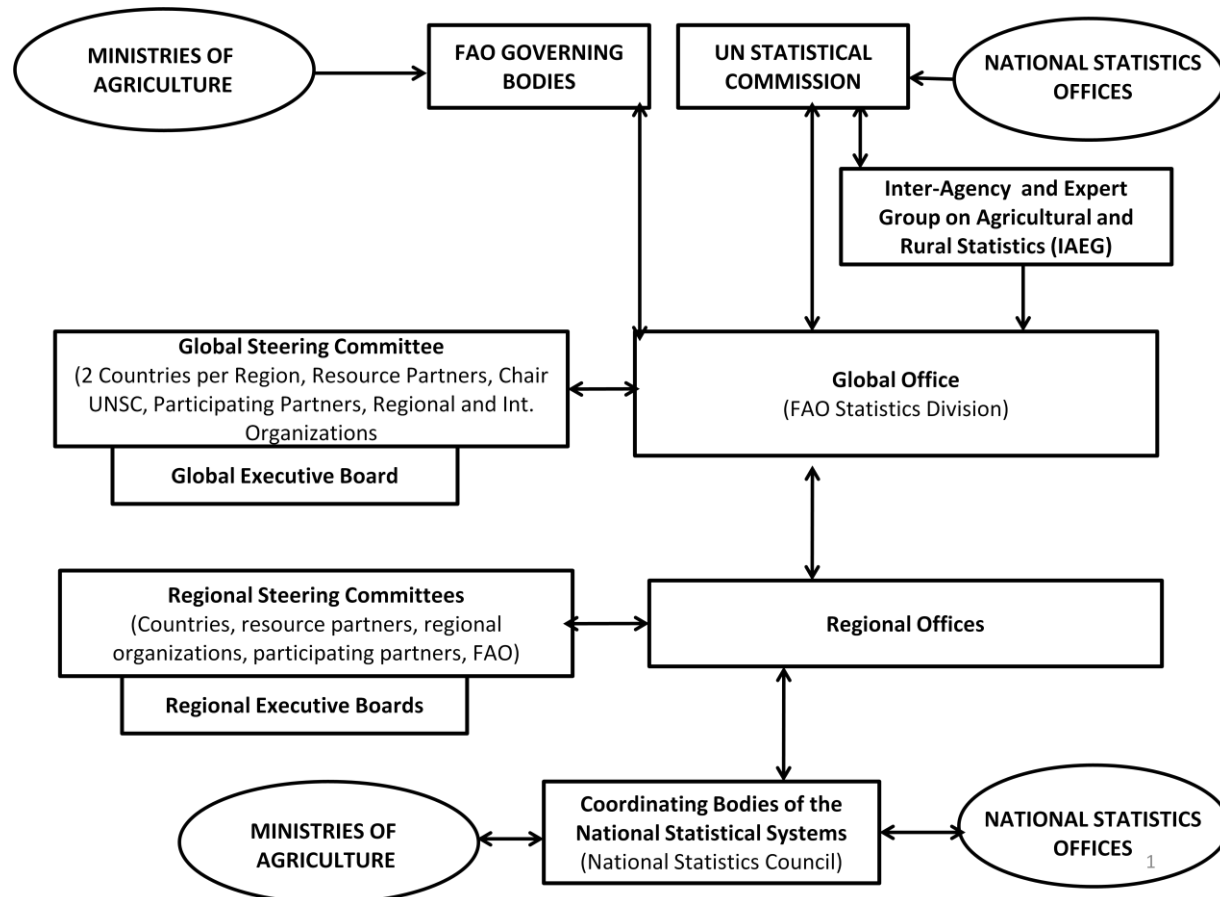 MINISTRIES OF
AGRICULTURE
FAO GOVERNING
BODIES
UN STATISTICAL
COMMISSION
NATIONAL STATISTICS
OFFICES
Inter-Agency and Expert
Group on Agricultural and
Rural Statistics (IAEG)
Global Steering Committee
(2 Countries per Region, Resource Partners, Chair
UNSC, Participating Partners, Regional and Int.
Organizations
Global Executive Board
Global Office
(FAO Statistics Division)
Regional Steering Committees
(Countries, resource partners, regional
organizations, participating partners, FAO)
Regional Executive Boards
Regional Offices
MINISTRIES OF
AGRICULTURE
Coordinating Bodies of the
National Statistical Systems
(National Statistics Council)
NATIONAL STATISTICS
OFFICES
1